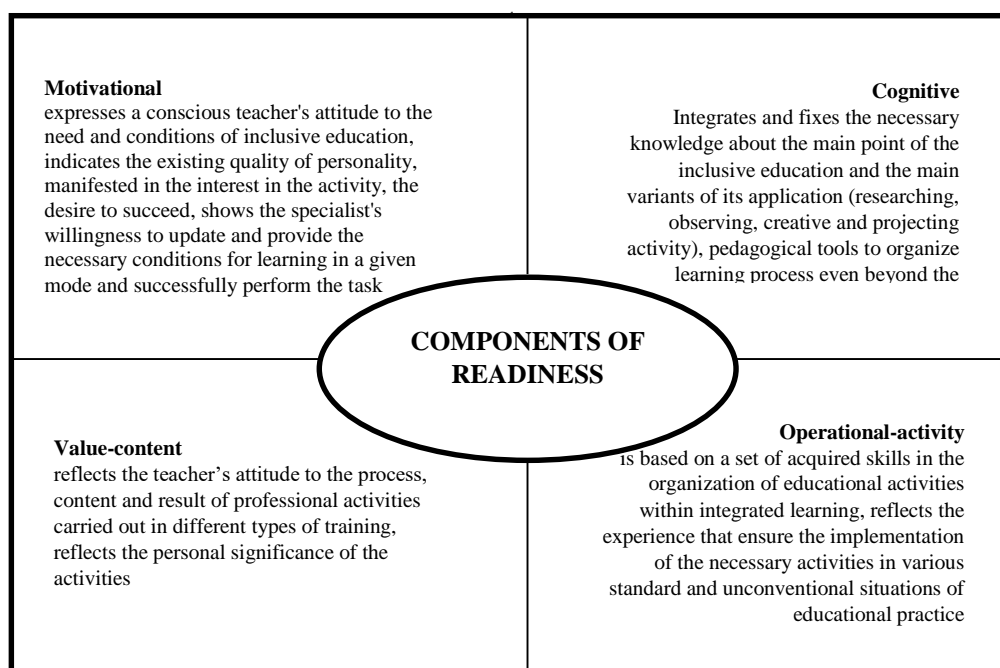 Motivational
expresses a conscious teacher's attitude to the
need and conditions of inclusive education,
indicates the existing quality of personality,
manifested in the interest in the activity, the
desire to succeed, shows the specialist's
willingness to update and provide the
necessary conditions for learning in a given
mode and successfully perform the task
Cognitive
Integrates and fixes the necessary
knowledge about the main point of the
inclusive education and the main
variants of its application (researching,
observing, creative and projecting
activity), pedagogical tools to organize
learning process even beyond the
COMPONENTS OF
READINESS
Value-content
reflects the teacher’s attitude to the process,
content and result of professional activities
carried out in different types of training,
reflects the personal significance of the
activities
Operational-activity
is based on a set of acquired skills in the
organization of educational activities
within integrated learning, reflects the
experience that ensure the implementation
of the necessary activities in various
standard and unconventional situations of
educational practice